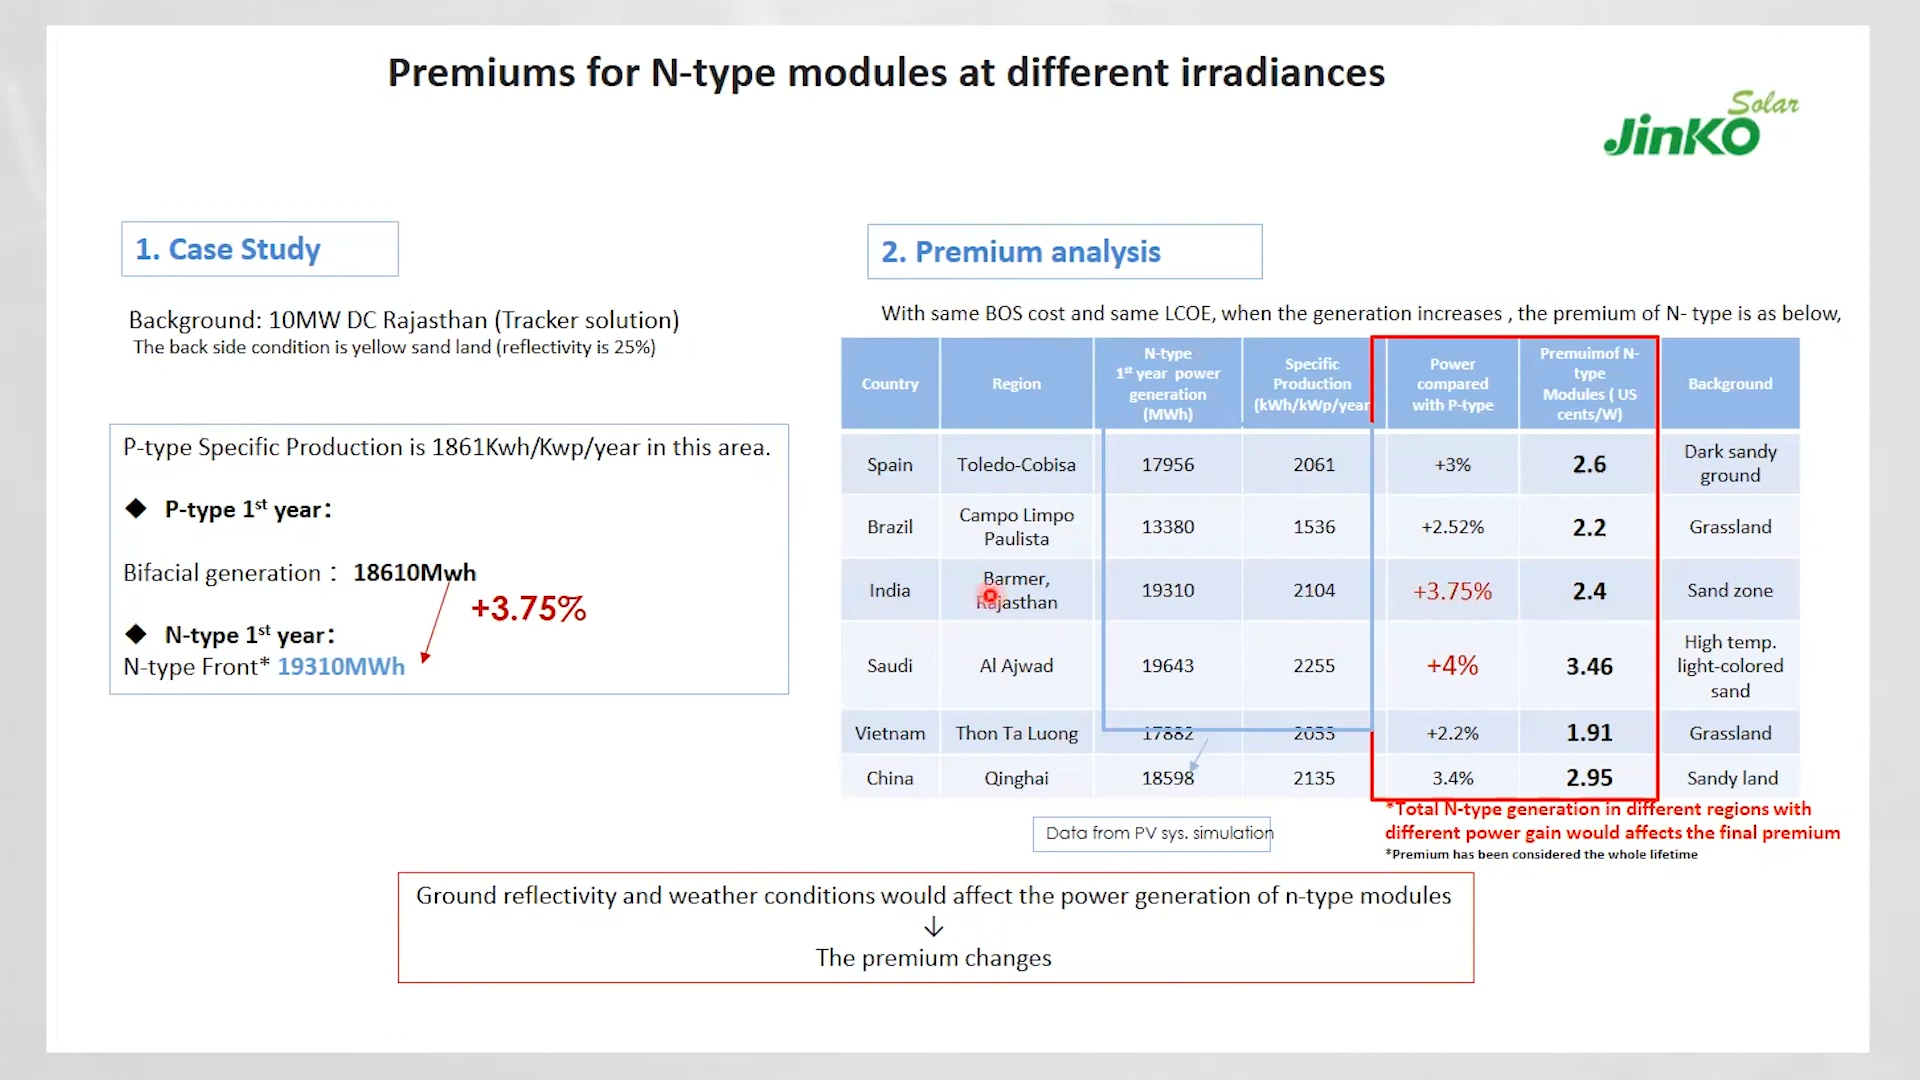 Premiums for N-type modules at different irradiances
Solar
JinKO
1. Case Study
Background: 10MW DC Rajasthan (Tracker solution)
The back side condition is yellow sand land (reflectivity is 25%)
P-type Specific Production is 1861Kwh/Kwp/year in this area.
◆ P-type 1st year：
Bifacial generation： 18610Mwh
+3.75%
◆ N-type 1st year：
N-type Front* 19310MWh
2. Premium analysis
With same BOS cost and same LCOE, when the generation increases , the premium of N- type is as below,
Country Region N-type 1st year power generation (MWh) Specific Production (kWh/kWp/year Power compared with P-type Premuimof N-type Modules ( US cents/W) Background
Spain Toledo-Cobisa 17956 2061 +3% 2.6 Dark sandy ground
Brazil Campo Limpo Paulista 13380 1536 +2.52% 2.2 Grassland
India Barmer, Rajasthan 19310 2104 +3.75% 2.4 Sand zone
Saudi Al Ajwad 19643 2255 +4% 3.46 High temp. light-colored sand
Vietnam Thon Ta Luong 17882 2053 +2.2% 1.91 Grassland
China Qinghai 18598 2135 3.4% 2.95 Sandy land
Data from PV sys. simulation
*Total N-type generation in different regions with
different power gain would affects the final premium
*Premium has been considered the whole lifetime
Ground reflectivity and weather conditions would affect the power generation of n-type modules
↓
The premium changes